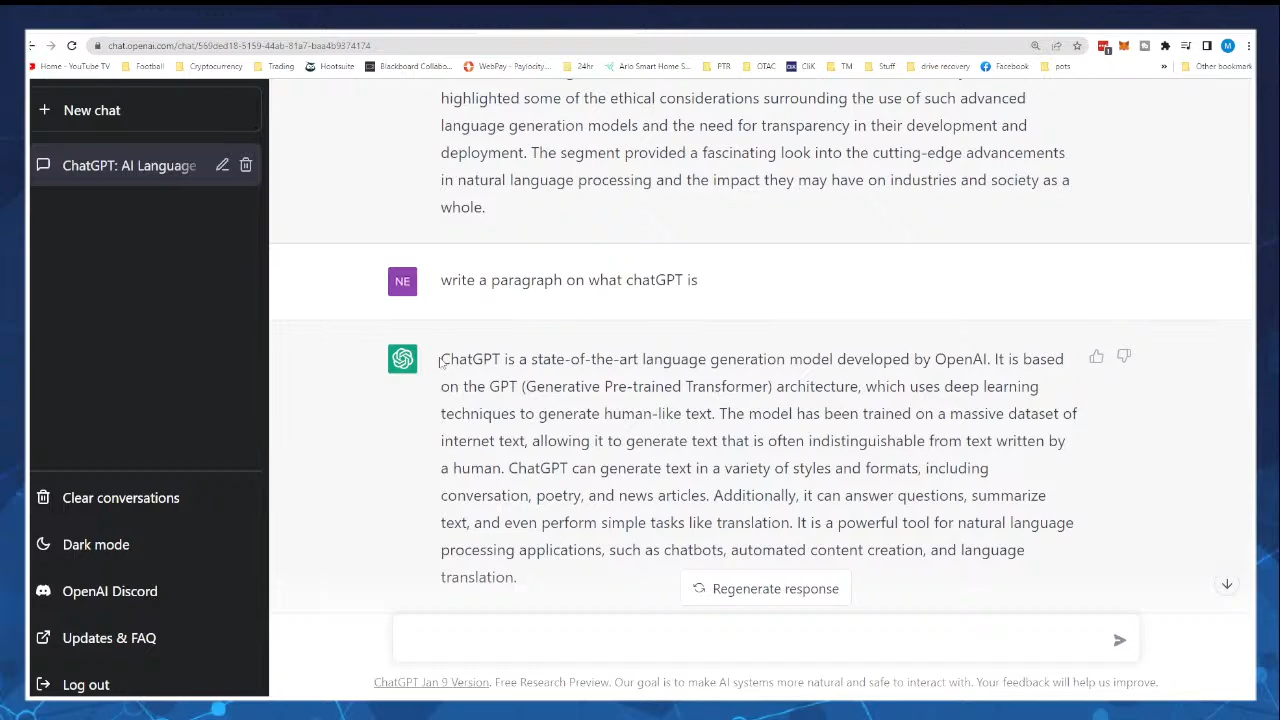 chat.openai.com/chat/569ded18-5159-44ab-81a7-baa4b9374174
Home - YouTube TV Football Cryptocurrency Trading Hootsuite Blackboard Collabo... WebPay - Paylocity... 24hr Arlo Smart Home S... PTR OTAC CliK TM Stuff drive recovery Facebook pots » Other bookmark
+ New chat
ChatGPT: AI Language
Clear conversations
Dark mode
OpenAI Discord
Updates & FAQ
Log out
highlighted some of the ethical considerations surrounding the use of such advanced
language generation models and the need for transparency in their development and
deployment. The segment provided a fascinating look into the cutting-edge advancements
in natural language processing and the impact they may have on industries and society as a
whole.
NE write a paragraph on what chatGPT is
ChatGPT is a state-of-the-art language generation model developed by OpenAI. It is based
on the GPT (Generative Pre-trained Transformer) architecture, which uses deep learning
techniques to generate human-like text. The model has been trained on a massive dataset of
internet text, allowing it to generate text that is often indistinguishable from text written by
a human. ChatGPT can generate text in a variety of styles and formats, including
conversation, poetry, and news articles. Additionally, it can answer questions, summarize
text, and even perform simple tasks like translation. It is a powerful tool for natural language
processing applications, such as chatbots, automated content creation, and language
translation.
Regenerate response
ChatGPT Jan 9 Version. Free Research Preview. Our goal is to make AI systems more natural and safe to interact with. Your feedback will help us improve.